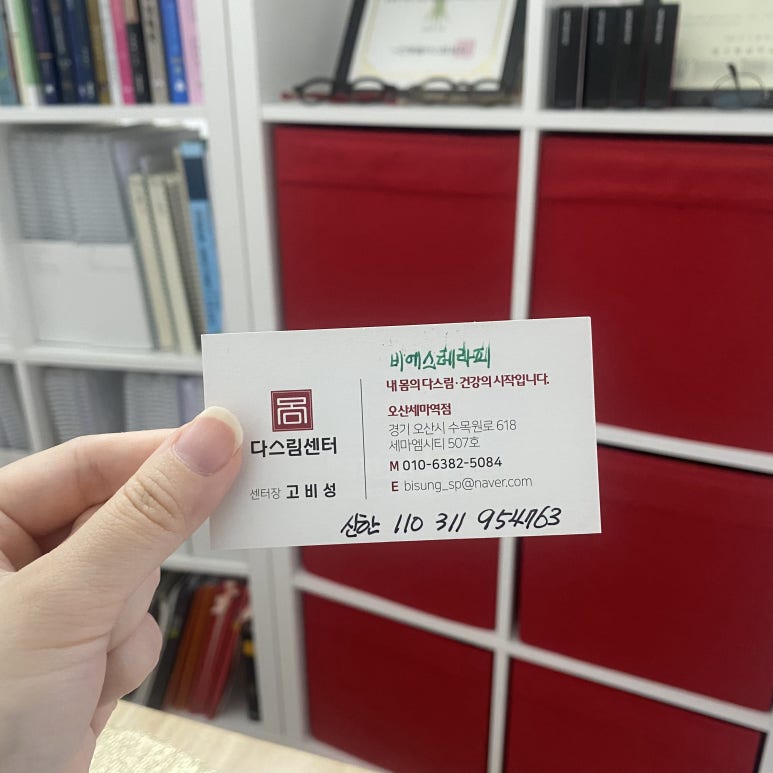 비에스테라피
내 몸의 다스림·건강의 시작입니다.
다스림센터
센터장 고비성
오산세마역점
경기 오산시 수목원로 618
세마엠시티 507호
M 010-6382-5084
E bisung_sp@naver.com
신한 110 311 954763